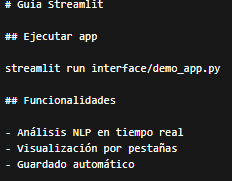 # Guia Streamlit
## Ejecutar app
streamlit run interface/demo_app.py
## Funcionalidades
- Análisis NLP en tiempo real
- Visualización por pestañas
- Guardado automático